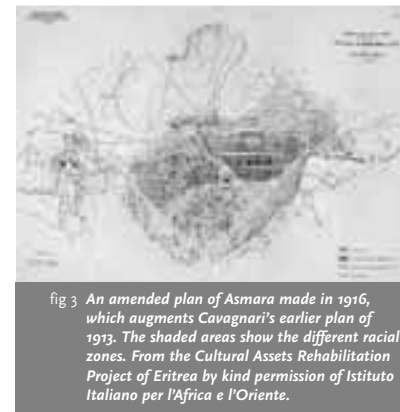 fig 3 An amended plan of Asmara made in 1916,
which augments Cavagnari's earlier plan of
1913. The shaded areas show the different racial
zones. From the Cultural Assets Rehabilitation
Project of Eritrea by kind permission of Istituto
Italiano per l'Africa e l'Oriente.